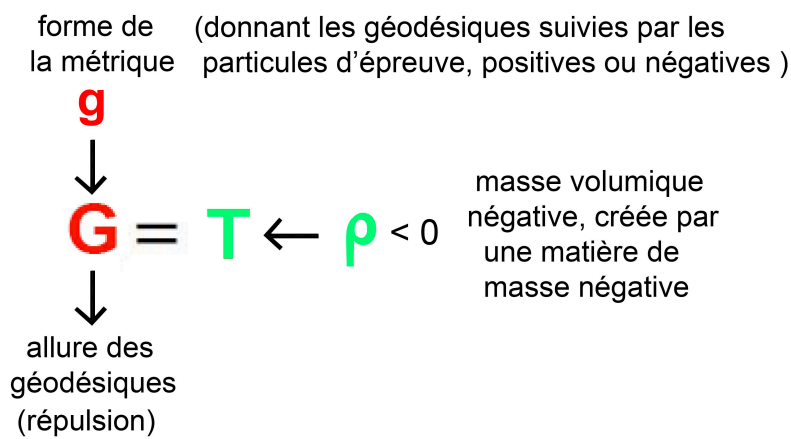 forme de (donnant les géodésiques suivies par les
la métrique particules d’épreuve, positives ou négatives )
g
G = T ← ρ < 0
masse volumique
négative, créée par
une matière de
masse négative
allure des
géodésiques
(répulsion)